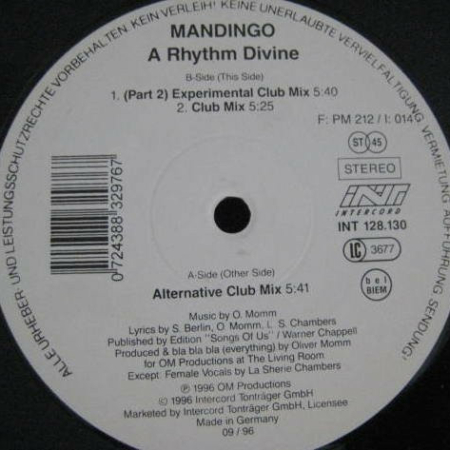 ALLE URHEBER- UND LEISTUNGSSCHUTZRECHTE VORBEHALTEN. KEIN VERLEIH! KEINE UNERLAUBTE VERVIELFÄLTIGUNG, VERMIETUNG, AUFFÜHRUNG, SENDUNG!
MANDINGO
A Rhythm Divine
B-Side (This Side)
1. (Part 2) Experimental Club Mix 5:40
2. Club Mix 5:25
F: PM 212 / I: 014
ST 45
STEREO
INT
INTERCORD
INT 128.130
LC 3677
bel
BIEM
0 724388 329767
A-Side (Other Side)
Alternative Club Mix 5:41
Music by O. Momm
Lyrics by S. Berlin, O. Momm, L. S. Chambers
Published by Edition "Songs Of Us" / Warner Chappell
Produced & bla bla bla (everything) by Oliver Momm
for OM Productions at The Living Room
Except: Female Vocals by La Sherie Chambers
℗ 1996 OM Productions
© 1996 Intercord Tonträger GmbH
Marketed by Intercord Tonträger GmbH, Licensee
Made in Germany
09 / 96